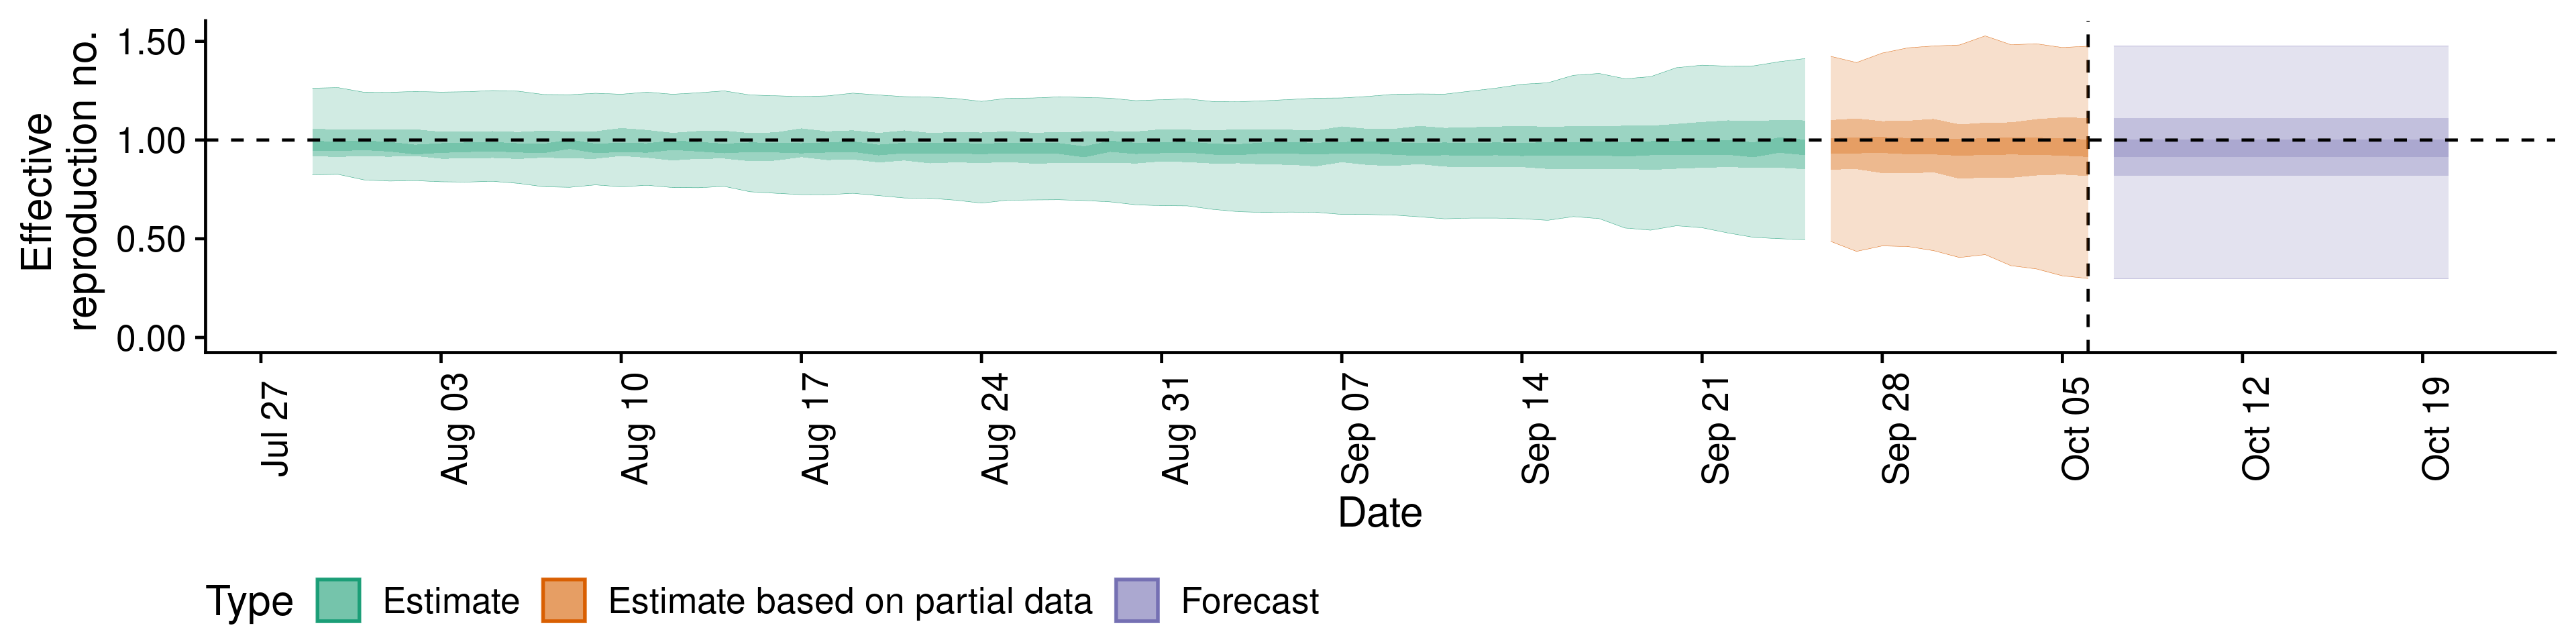 Effective
reproduction no.
1.50
1.00
0.50
0.00
Jul 27
Aug 03
Aug 10
Aug 17
Aug 24
Aug 31
Sep 07
Sep 14
Sep 21
Sep 28
Oct 05
Oct 12
Oct 19
Date
Type Estimate Estimate based on partial data Forecast